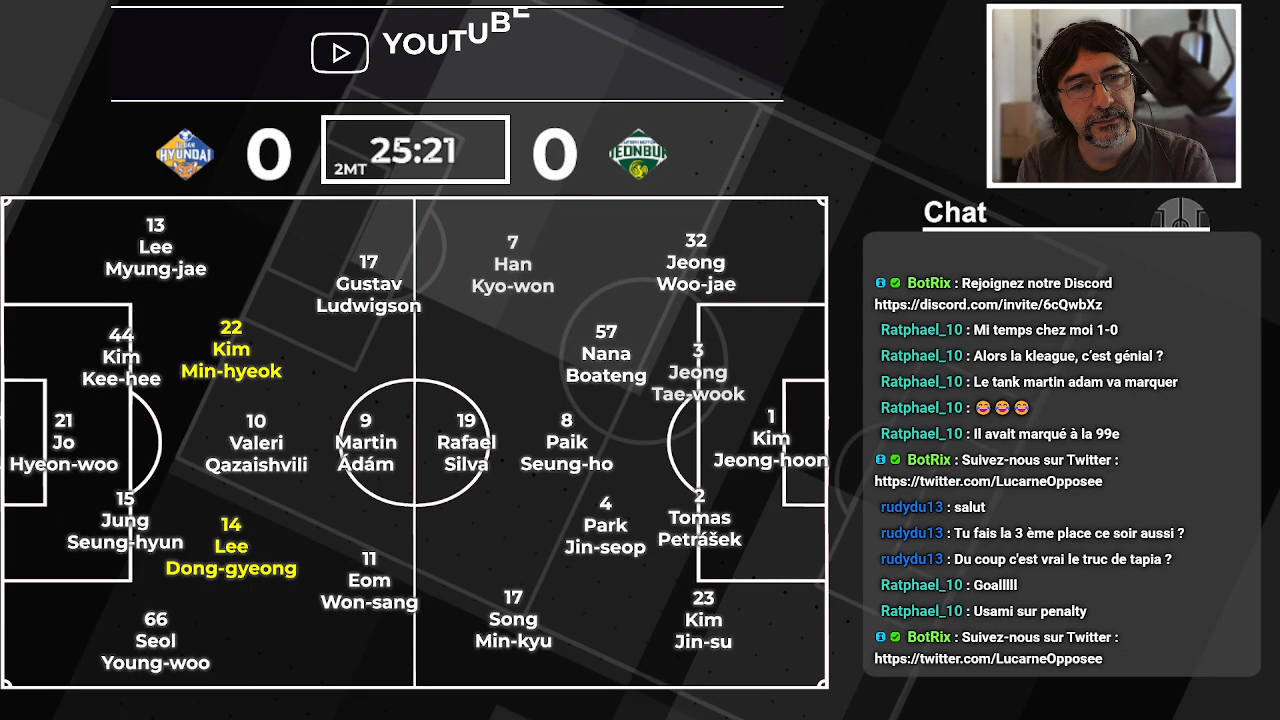 YOUTUBE
HYUNDAI
0
2MT
25:21
0
13
Lee
Myung-jae
17
Gustav
Ludwigson
7
Han
Kyo-won
32
Jeong
Woo-jae
44
Kim
Kee-hee
22
Kim
Min-hyeok
57
Nana
Boateng
3
Jeong
Tae-wook
21
Jo
Hyeon-woo
10
Valeri
Qazaishvili
9
Martin
Ádám
19
Rafael
Silva
8
Paik
Seung-ho
1
Kim
Jeong-hoon
15
Jung
Seung-hyun
14
Lee
Dong-gyeong
4
Park
Jin-seop
2
Tomas
Petrášek
11
Eom
Won-sang
66
Seol
Young-woo
17
Song
Min-kyu
23
Kim
Jin-su
Chat
BotRix : Rejoignez notre Discord
https://discord.com/invite/6cQwbXz
Ratphael_10 : Mi temps chez moi 1-0
Ratphael_10 : Alors la kleague, c’est génial ?
Ratphael_10 : Le tank martin adam va marquer
Ratphael_10 : 😂 😂 😂
Ratphael_10 : Il avait marqué à la 99e
BotRix : Suivez-nous sur Twitter :
https://twitter.com/LucarneOpposee
rudydu13 : salut
rudydu13 : Tu fais la 3 ème place ce soir aussi ?
rudydu13 : Du coup c'est vrai le truc de tapia ?
Ratphael_10 : Goalllll
Ratphael_10 : Usami sur penalty
BotRix : Suivez-nous sur Twitter :
https://twitter.com/LucarneOpposee